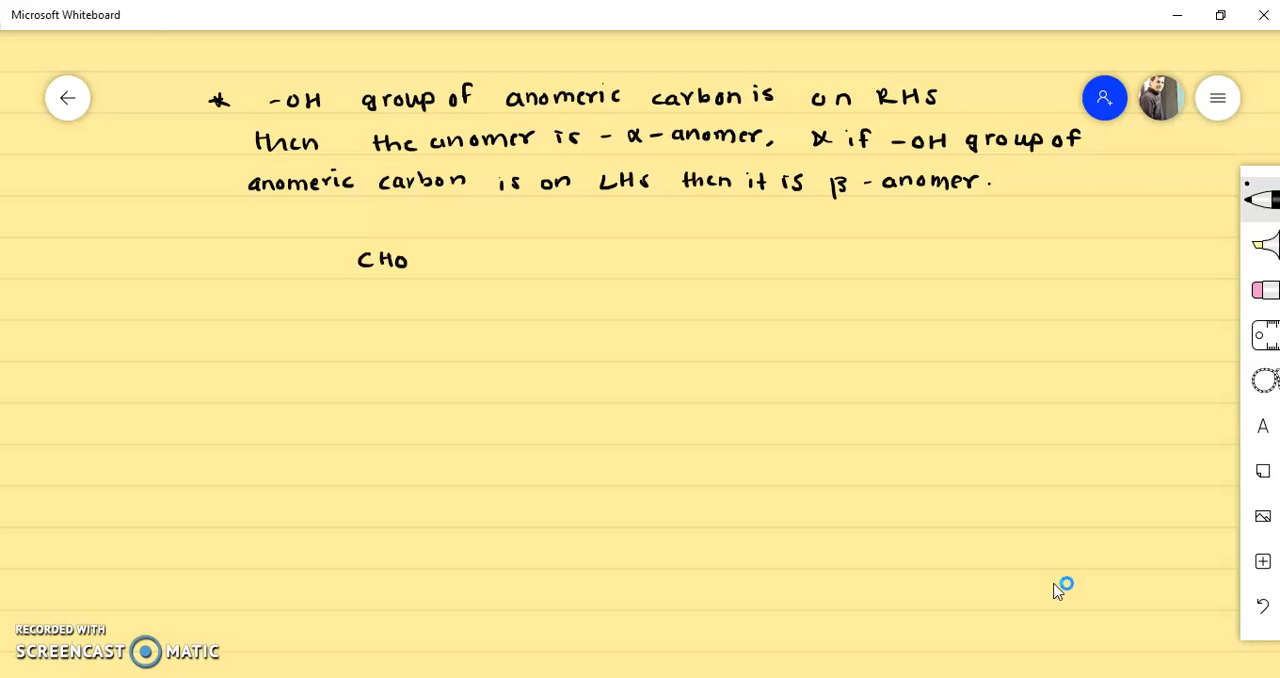 Microsoft Whiteboard
* -OH group of anomeric carbon is on RHS
then the anomer is - α - anomer, & if -OH group of
anomeric carbon is on LHS then it is β - anomer.
CHO
A
RECORDED WITH
SCREENCAST MATIC